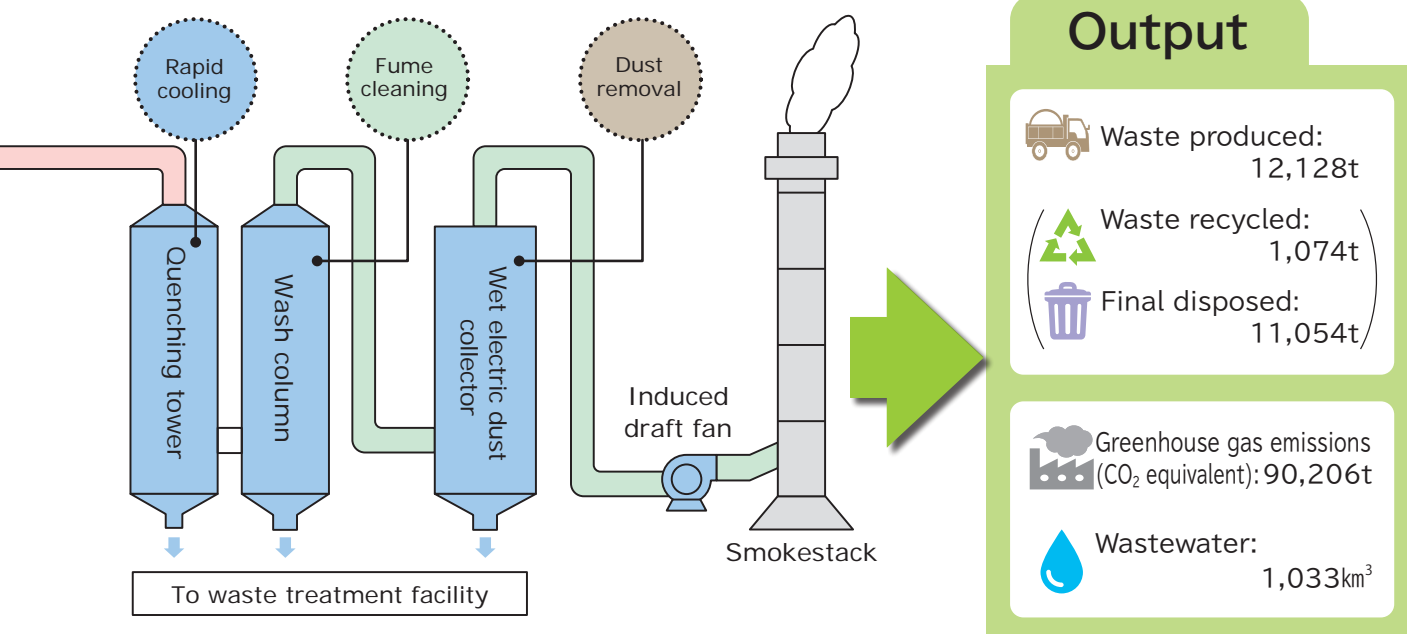 Rapid
cooling
Fume
cleaning
Dust
removal
Quenching tower
Wash column
Wet electric dust
collector
Induced
draft fan
Smokestack
To waste treatment facility
Output
Waste produced:
12,128t
Waste recycled:
1,074t
Final disposed:
11,054t
Greenhouse gas emissions
(CO₂ equivalent): 90,206t
Wastewater:
1,033km³